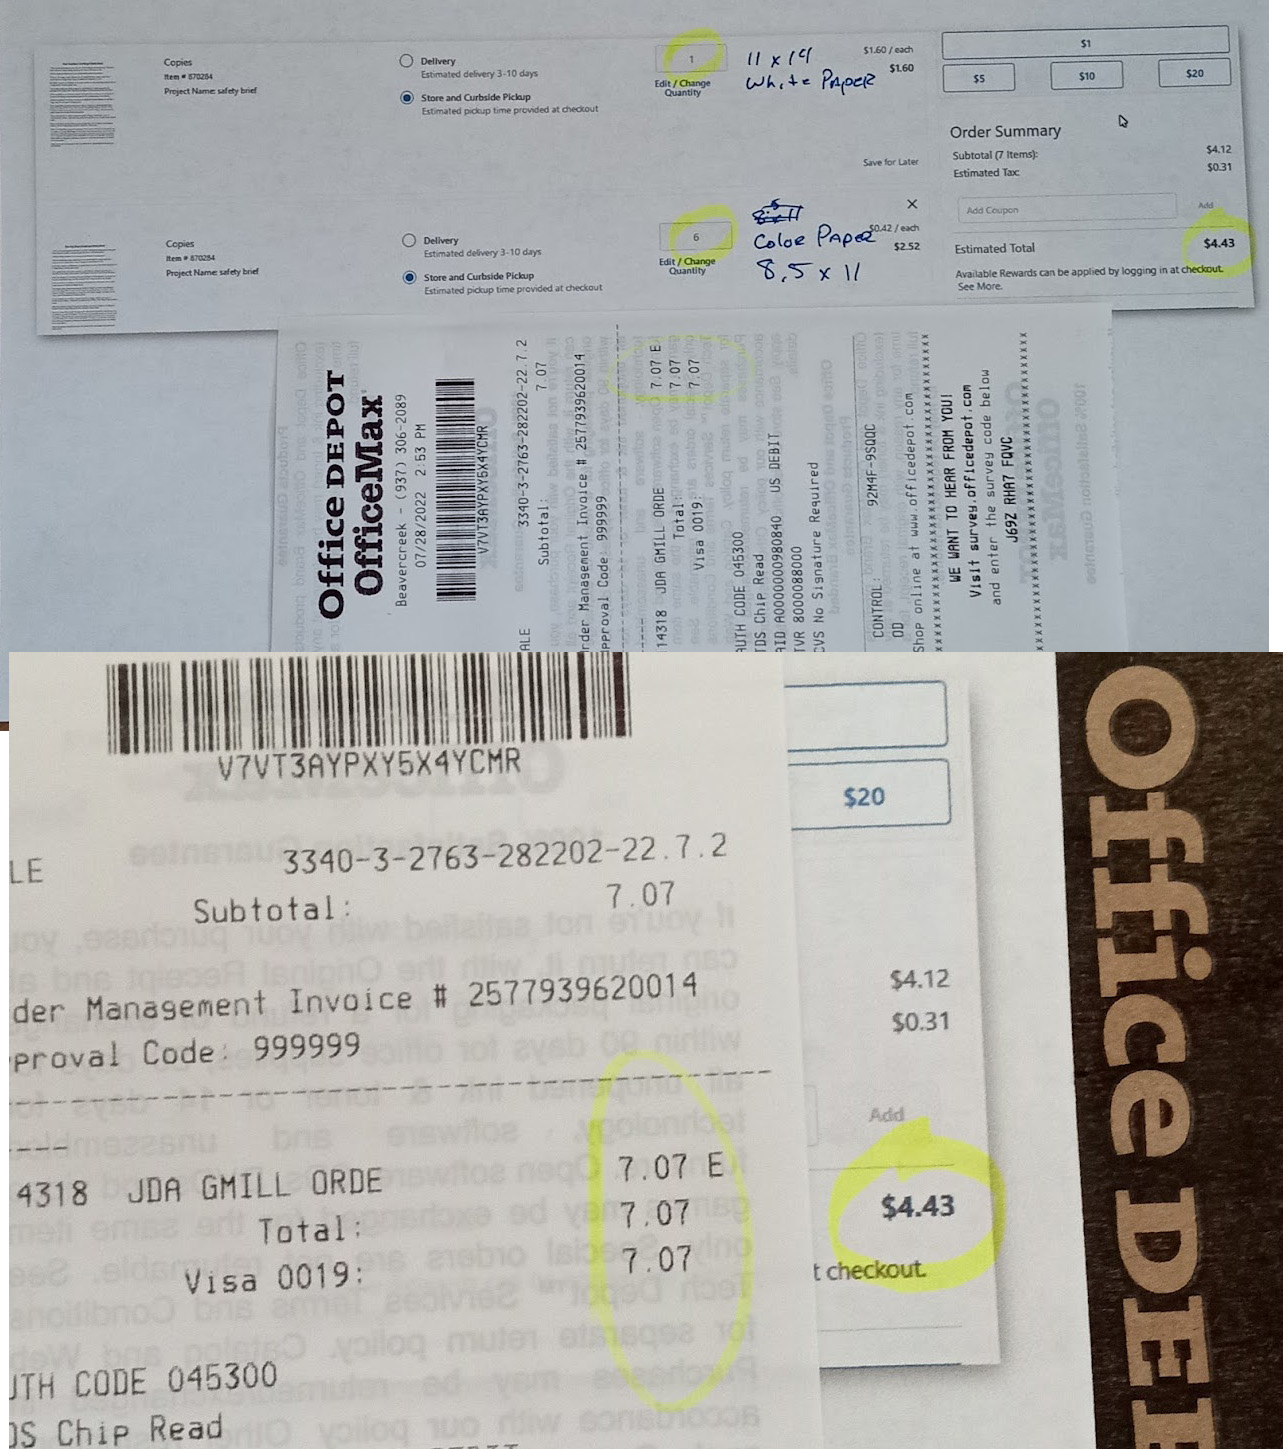 Copies
Item # 870284
Project Name: safety brief
Delivery
Estimated delivery 3-10 days
Store and Curbside Pickup
Estimated pickup time provided at checkout
1
Edit / Change
Quantity
11 x 14
White Paper
$1.60 / each
$1.60
Save for Later
Copies
Item # 870284
Project Name: safety brief
Delivery
Estimated delivery 3-10 days
Store and Curbside Pickup
Estimated pickup time provided at checkout
6
Edit / Change
Quantity
Color Paper
8.5 x 11
$0.42 / each
$2.52
$1
$5
$10
$20
Order Summary
Subtotal (7 Items):
$4.12
Estimated Tax:
$0.31
Add Coupon
Add
Estimated Total
$4.43
Available Rewards can be applied by logging in at checkout.
See More.
Office DEPOT
OfficeMax
Beavercreek - (937) 306-2089
07/28/2022 2:53 PM
V7VT3AYPXY5X4YCMR
ALE 3340-3-2763-282202-22.7.2
Subtotal: 7.07
rder Management Invoice # 2577939620014
pproval Code: 999999
14318 JDA GMILL ORDE 7.07 E
Total: 7.07
Visa 0019: 7.07
AUTH CODE 045300
TDS Chip Read
AID A0000000980840 US DEBIT
TVR 8000088000
CVS No Signature Required
CONTROL: 92M4F-9SQQC
OD
Shop online at www.officedepot.com
WE WANT TO HEAR FROM YOU!
Visit survey.officedepot.com
and enter the survey code below
J69Z RHA7 FQVC
V7VT3AYPXY5X4YCMR
LE 3340-3-2763-282202-22.7.2
Subtotal: 7.07
der Management Invoice # 2577939620014
proval Code: 999999
4318 JDA GMILL ORDE 7.07 E
Total: 7.07
Visa 0019: 7.07
UTH CODE 045300
DS Chip Read
$20
$4.12
$0.31
Add
$4.43
t checkout.
Office DE